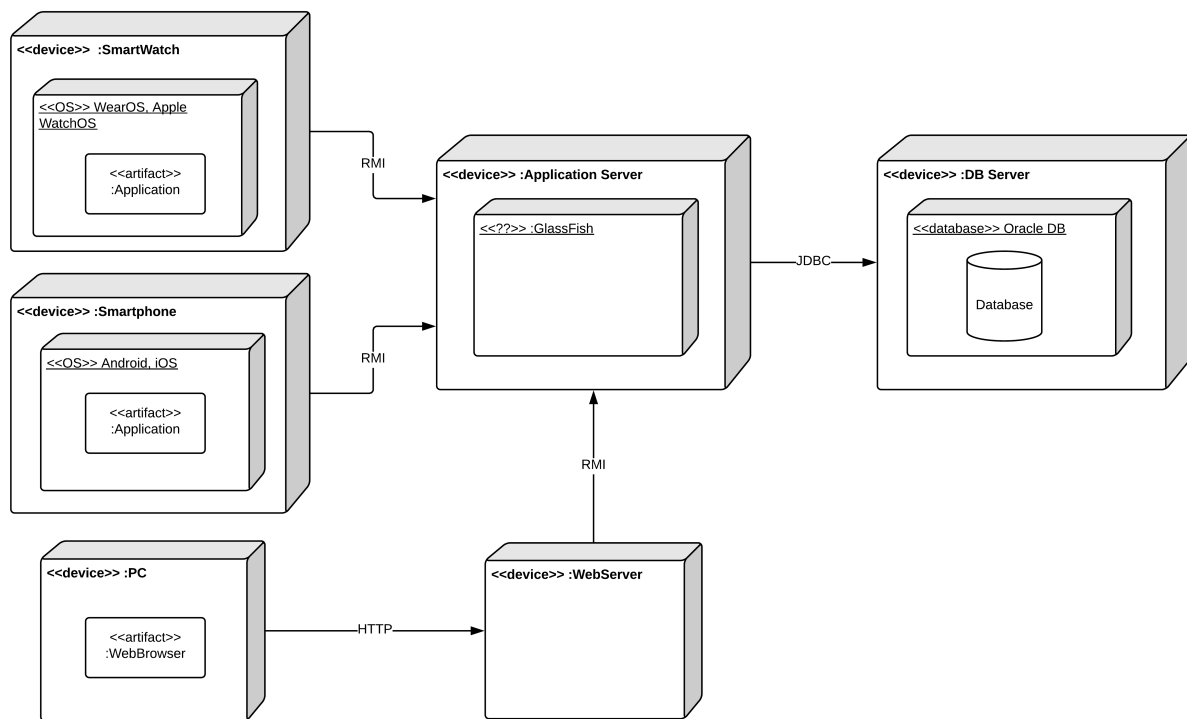 <<device>>  :SmartWatch
<<OS>> WearOS, Apple
WatchOS
<<artifact>>
:Application
RMI
<<device>> :Application Server
<<??>> :GlassFish
JDBC
<<device>> :DB Server
<<database>> Oracle DB
Database
<<device>> :Smartphone
<<OS>> Android, iOS
<<artifact>>
:Application
RMI
RMI
<<device>> :PC
<<artifact>>
:WebBrowser
HTTP
<<device>> :WebServer